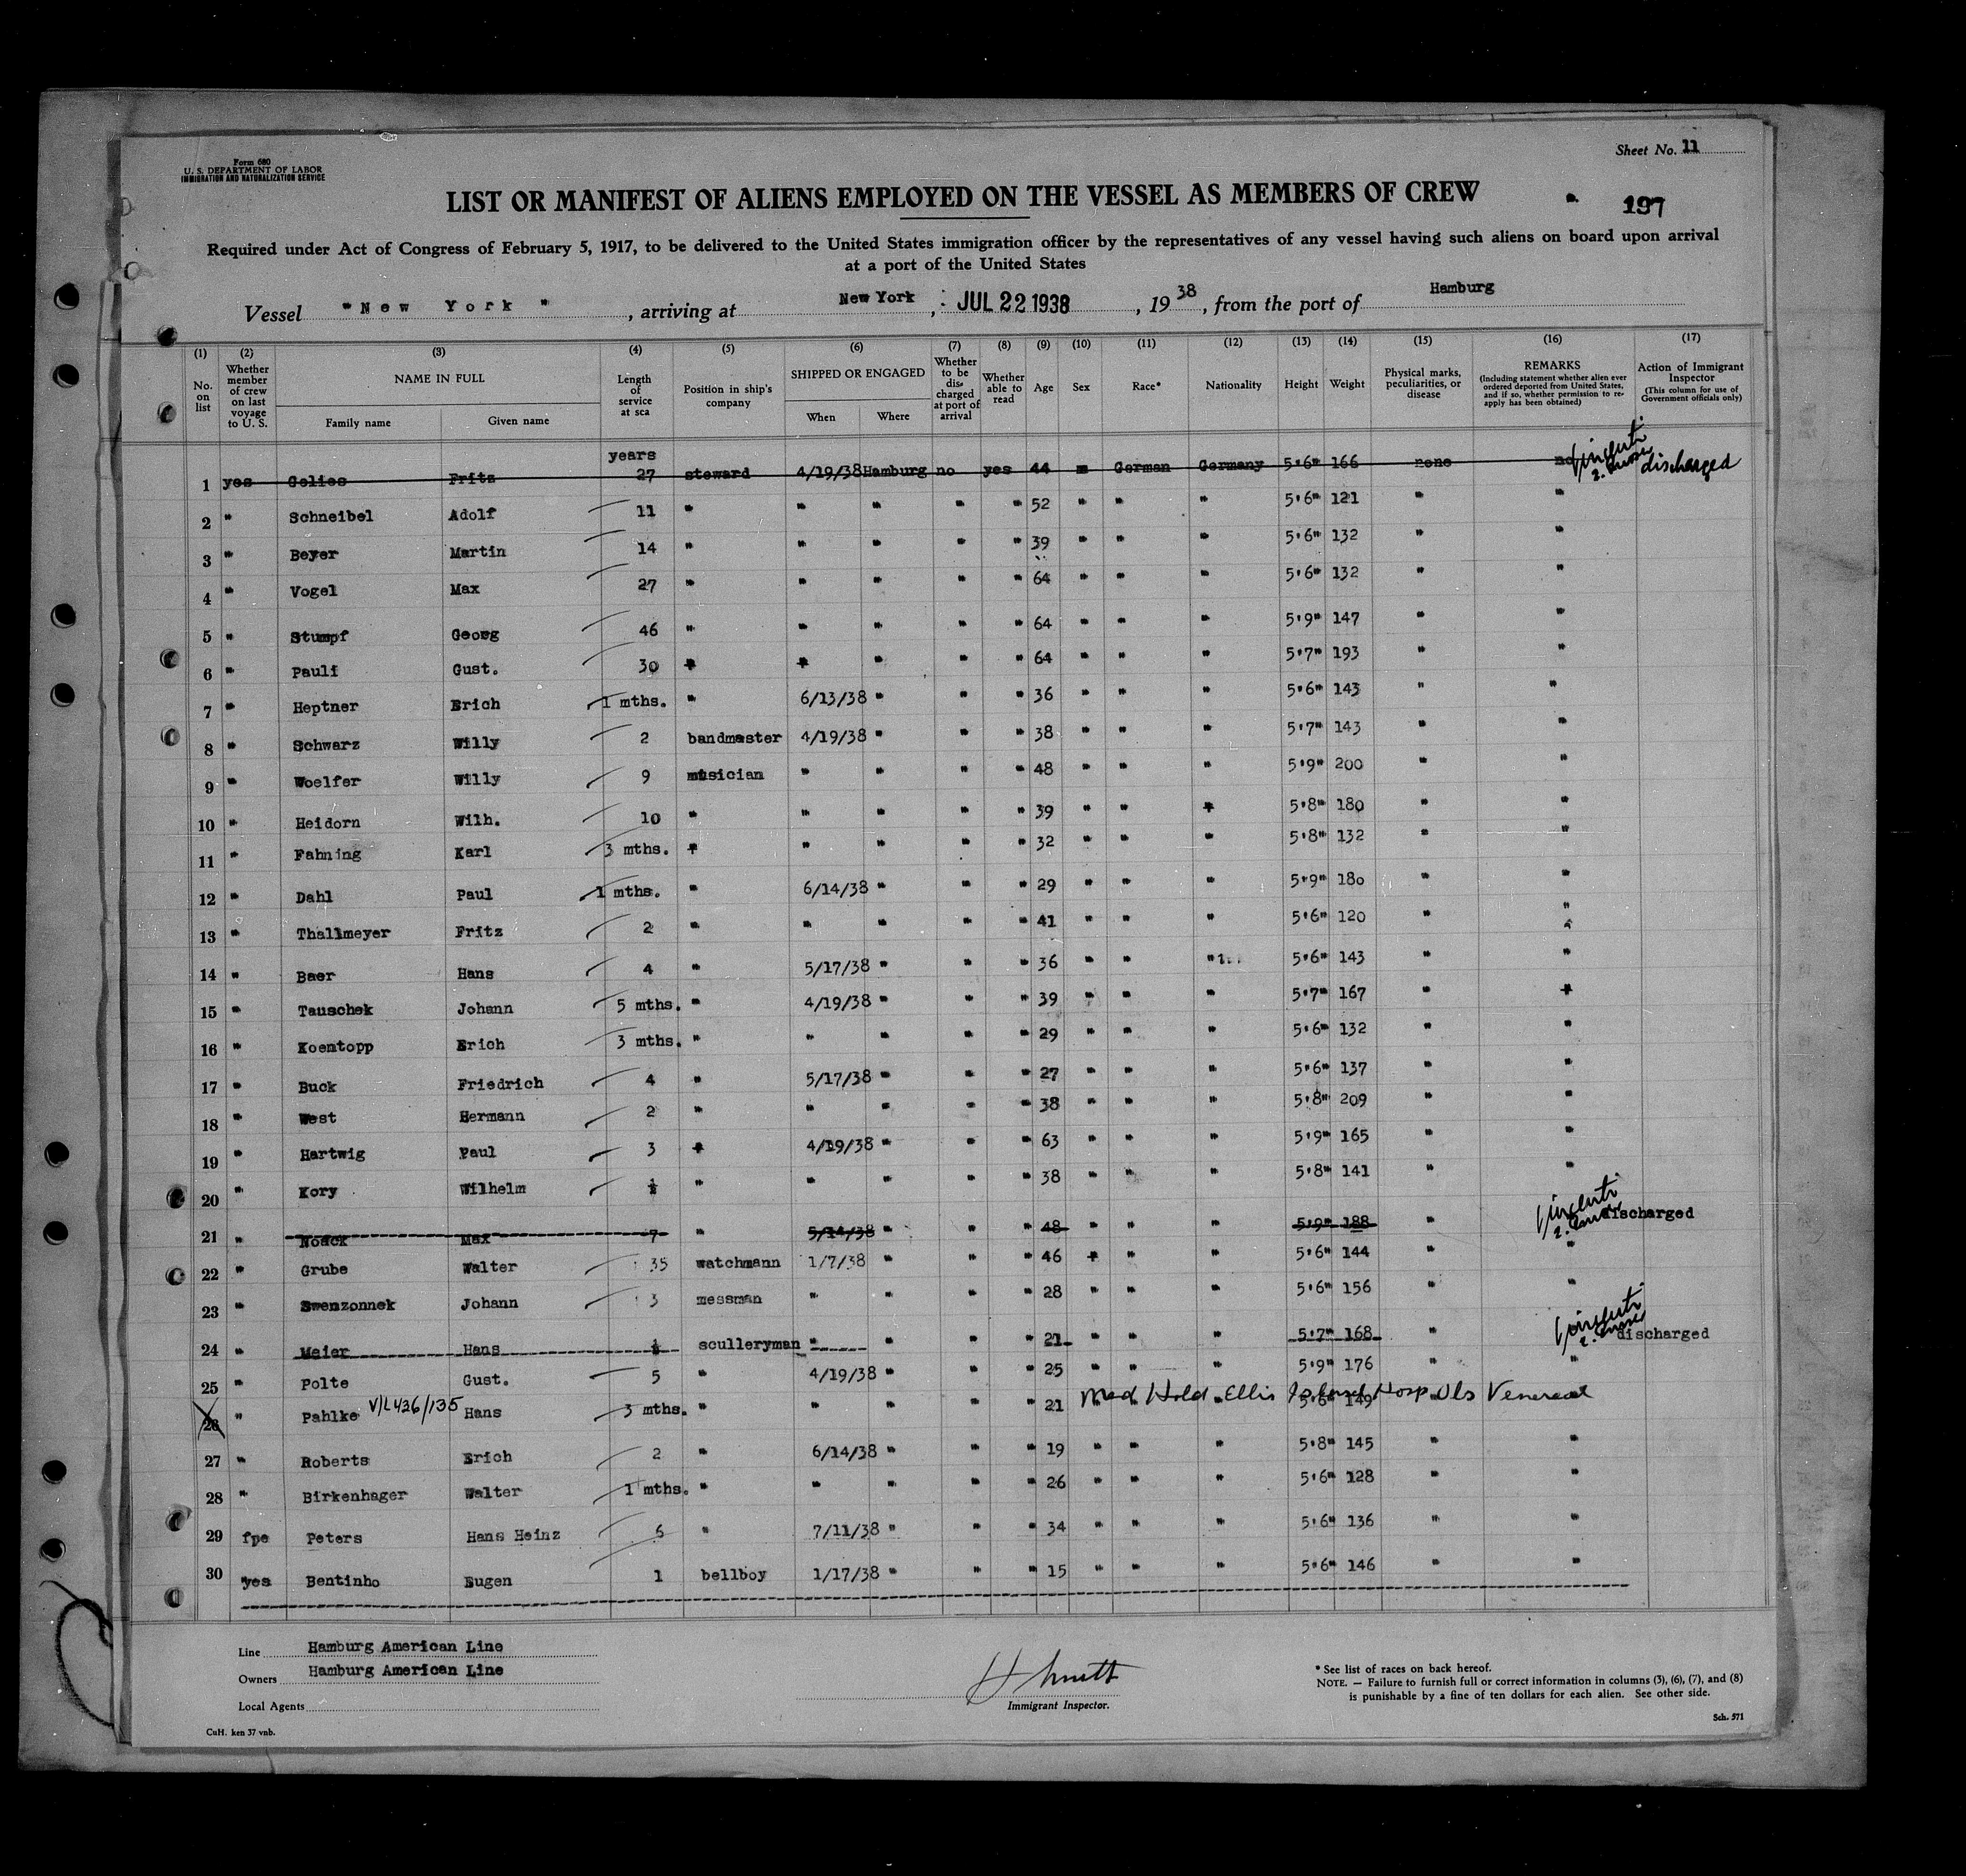 Form 680
U. S. DEPARTMENT OF LABOR
IMMIGRATION AND NATURALIZATION SERVICE
Sheet No. 11
LIST OR MANIFEST OF ALIENS EMPLOYED ON THE VESSEL AS MEMBERS OF CREW
197
Required under Act of Congress of February 5, 1917, to be delivered to the United States immigration officer by the representatives of any vessel having such aliens on board upon arrival
at a port of the United States
Vessel "New York", arriving at New York, JUL 22 1938, 1938, from the port of Hamburg
(1) No. on list (2) Whether member of crew on last voyage to U. S. (3) NAME IN FULL Family name Given name (4) Length of service at sea (5) Position in ship's company (6) SHIPPED OR ENGAGED When Where (7) Whether to be discharged at port of arrival (8) Whether able to read (9) Age (10) Sex (11) Race* (12) Nationality (13) Height (14) Weight (15) Physical marks, peculiarities, or disease (16) REMARKS (Including statement whether alien ever ordered deported from United States, and if so, whether permission to reapply has been obtained) (17) Action of Immigrant Inspector (This column for use of Government officials only)
years
1 yes Golies Fritz 27 steward 4/19/38 Hamburg no yes 44 m German Germany 5'6" 166 none no discharged
2 " Schneibel Adolf 11 " " " " " 52 " " " 5'6" 121 " "
3 " Beyer Martin 14 " " " " " 39 " " " 5'6" 132 " "
4 " Vogel Max 27 " " " " " 64 " " " 5'6" 132 " "
5 " Stumpf Georg 46 " " " " " 64 " " " 5'9" 147 " "
6 " Pauli Gust. 30 " " " " " 64 " " " 5'7" 193 " "
7 " Heptner Erich 1 mths. " 6/13/38 " " " 36 " " " 5'6" 143 " "
8 " Schwarz Willy 2 bandmaster 4/19/38 " " " 38 " " " 5'7" 143 " "
9 " Woelfer Willy 9 musician " " " " 48 " " " 5'9" 200 " "
10 " Heidorn Wilh. 10 " " " " " 39 " " " 5'8" 180 " "
11 " Fahning Karl 3 mths. " " " " " 32 " " " 5'8" 132 " "
12 " Dahl Paul 1 mths. " 6/14/38 " " " 29 " " " 5'9" 180 " "
13 " Thallmeyer Fritz 2 " " " " " 41 " " " 5'6" 120 " "
14 " Baer Hans 4 " 5/17/38 " " " 36 " " " 5'6" 143 " "
15 " Tauschek Johann 5 mths. " 4/19/38 " " " 39 " " " 5'7" 167 " "
16 " Koentopp Erich 3 mths. " " " " " 29 " " " 5'6" 132 " "
17 " Buck Friedrich 4 " 5/17/38 " " " 27 " " " 5'6" 137 " "
18 " West Hermann 2 " " " " " 38 " " " 5'8" 209 " "
19 " Hartwig Paul 3 " 4/19/38 " " " 63 " " " 5'9" 165 " "
20 " Kory Wilhelm ½ " " " " " 38 " " " 5'8" 141 " "
21 " Noack Max 7 " 5/14/38 " " " 48 " " " 5'9" 188 " discharged
22 " Grube Walter 35 watchmann 1/7/38 " " " 46 " " " 5'6" 144 " "
23 " Swenzonnek Johann 3 messman " " " " 28 " " " 5'6" 156 " "
24 " Meier Hans ½ sculleryman " " " " 21 " " " 5'7" 168 " discharged
25 " Polte Gust. 5 " 4/19/38 " " " 25 5'9" 176 " "
26 " Pahlke V/L 426/135 Hans 3 mths. " " " " " 21 " " " 5'6" 149 Med Hold Ellis Island Hosp Venereal
27 " Roberts Erich 2 " 6/14/38 " " " 19 " " " 5'8" 145 " "
28 " Birkenhager Walter 1 mths. " " " " " 26 " " " 5'6" 128 " "
29 fpe Peters Hans Heinz 6 " 7/11/38 " " " 34 " " " 5'6" 136 " "
30 yes Bentinho Eugen 1 bellboy 1/17/38 " " " 15 " " " 5'6" 146 " "
Line Hamburg American Line
Owners Hamburg American Line
Local Agents
Immigrant Inspector.
* See list of races on back hereof.
NOTE. — Failure to furnish full or correct information in columns (3), (6), (7), and (8)
is punishable by a fine of ten dollars for each alien. See other side.
CuH. ken 37 vnb.
Sch. 571